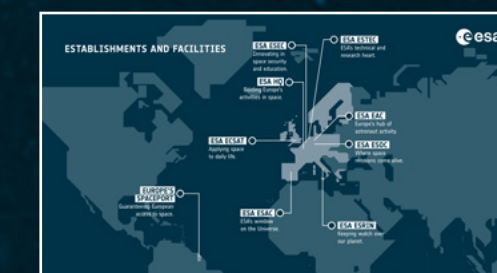 ESTABLISHMENTS AND FACILITIES
esa
ESA ESEC
Innovating in
space security
and education.
ESA ESTEC
ESA's technical and
research heart.
ESA HQ
Guiding Europe's
activities in space.
ESA EAC
Europe's hub of
astronaut activity
ESA ECSAT
Applying space
to daily life.
ESA ESOC
Where space
missions come alive.
EUROPE'S
SPACEPORT
Guaranteeing European
access to space.
ESA ESAC
ESA's window
on the Universe.
ESA ESRIN
Keeping watch over
our planet.